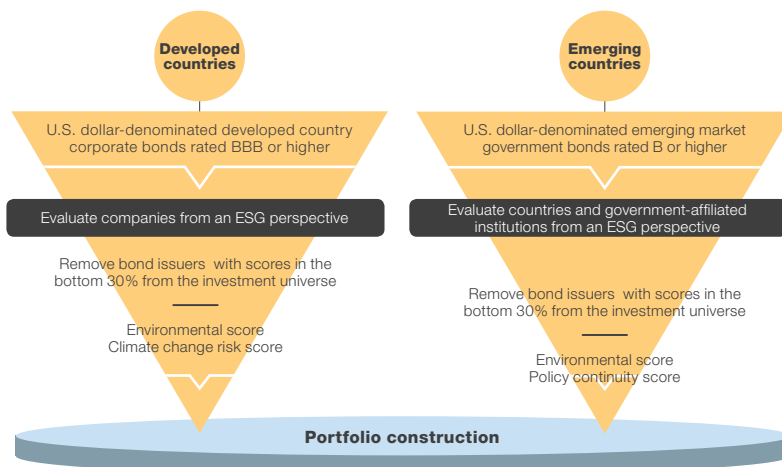 Developed
countries
U.S. dollar-denominated developed country
corporate bonds rated BBB or higher
Evaluate companies from an ESG perspective
Remove bond issuers with scores in the
bottom 30% from the investment universe
Environmental score
Climate change risk score
Emerging
countries
U.S. dollar-denominated emerging market
government bonds rated B or higher
Evaluate countries and government-affiliated
institutions from an ESG perspective
Remove bond issuers with scores in the
bottom 30% from the investment universe
Environmental score
Policy continuity score
Portfolio construction